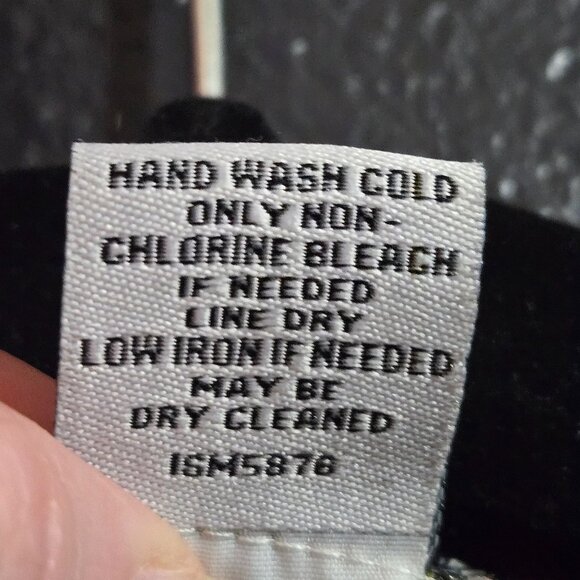 HAND WASH COLD
ONLY NON-
CHLORINE BLEACH
IF NEEDED
LINE DRY
LOW IRON IF NEEDED
MAY BE
DRY CLEANED
16M5876